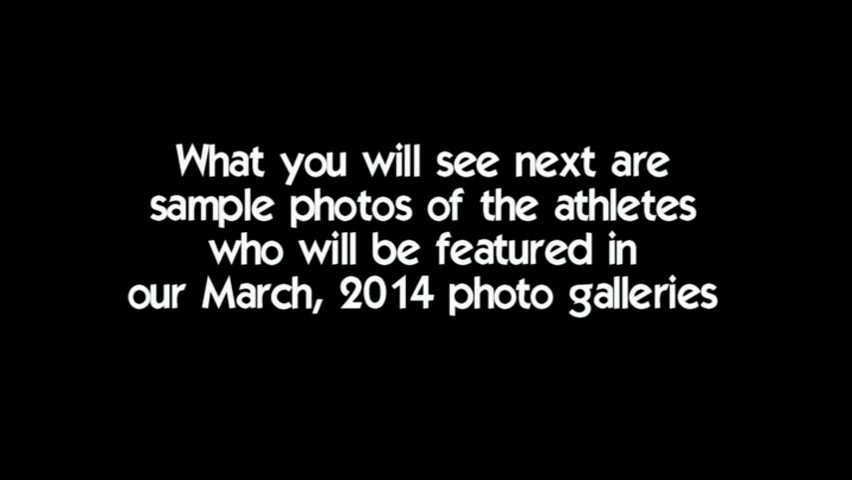 What you will see next are
sample photos of the athletes
who will be featured in
our March, 2014 photo galleries